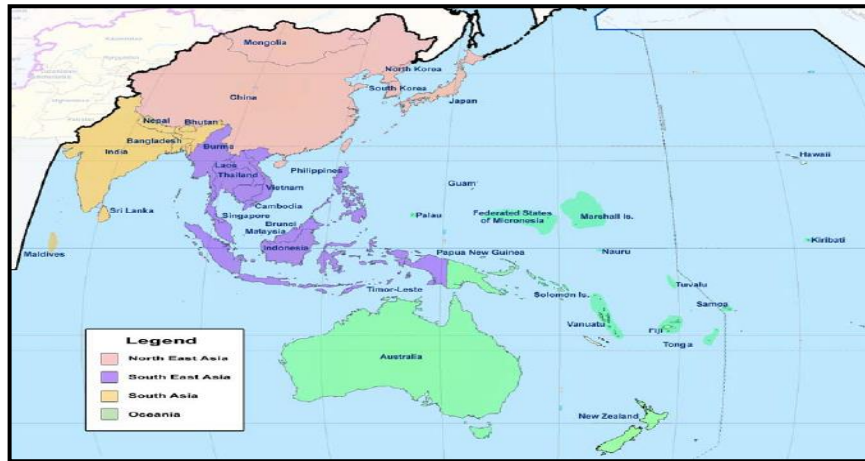 Mongolia
North Korea
South Korea
China
Japan
Nepal
Bhutan
Bangladesh
India
Burma
Hawaii
Laos
Philippines
Thailand
Guam
Vietnam
Cambodia
Sri Lanka
Palau
Federated States
of Micronesia
Marshall Is.
Singapore
Brunei
Malaysia
Kiribati
Indonesia
Papua New Guinea
Nauru
Maldives
Tuvalu
Timor-Leste
Solomon Is.
Samoa
Vanuatu
Fiji
Tonga
Australia
New Zealand
Legend
North East Asia
South East Asia
South Asia
Oceania